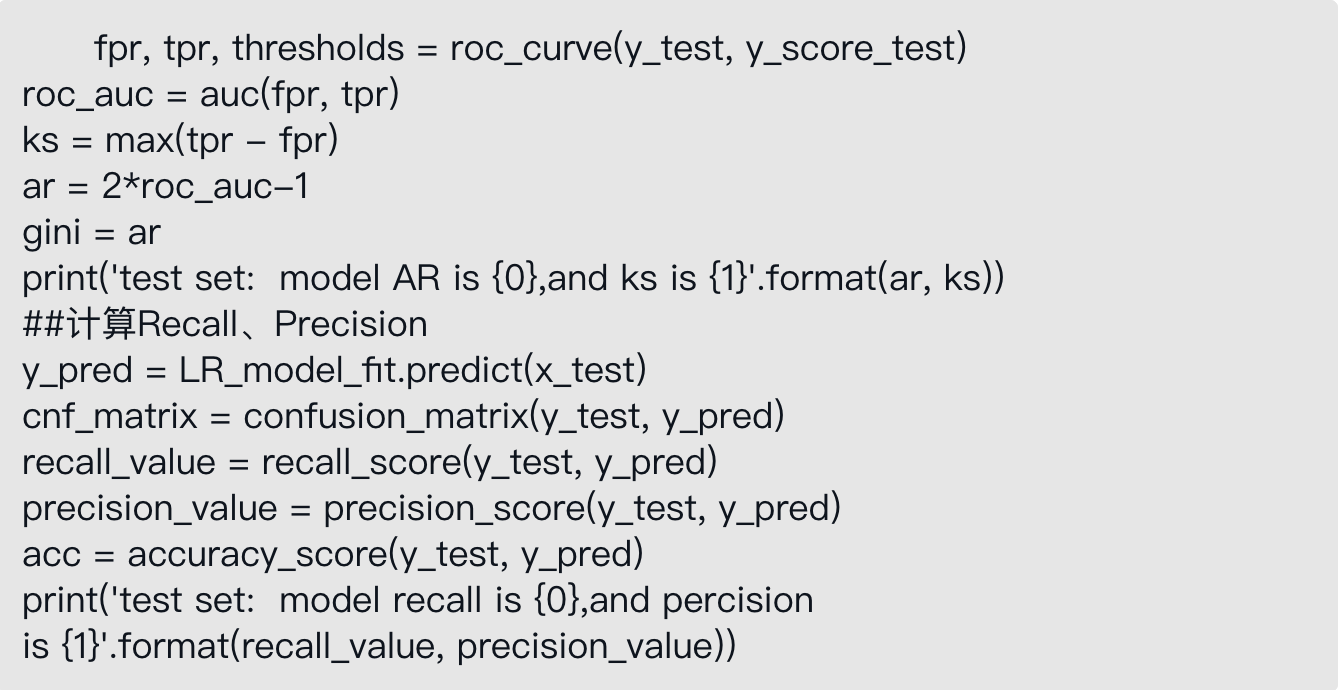 fpr, tpr, thresholds = roc_curve(y_test, y_score_test)
roc_auc = auc(fpr, tpr)
ks = max(tpr – fpr)
ar = 2*roc_auc–1
gini = ar
print('test set:  model AR is {0},and ks is {1}'.format(ar, ks))
##计算Recall、Precision
y_pred = LR_model_fit.predict(x_test)
cnf_matrix = confusion_matrix(y_test, y_pred)
recall_value = recall_score(y_test, y_pred)
precision_value = precision_score(y_test, y_pred)
acc = accuracy_score(y_test, y_pred)
print('test set:  model recall is {0},and percision
is {1}'.format(recall_value, precision_value))